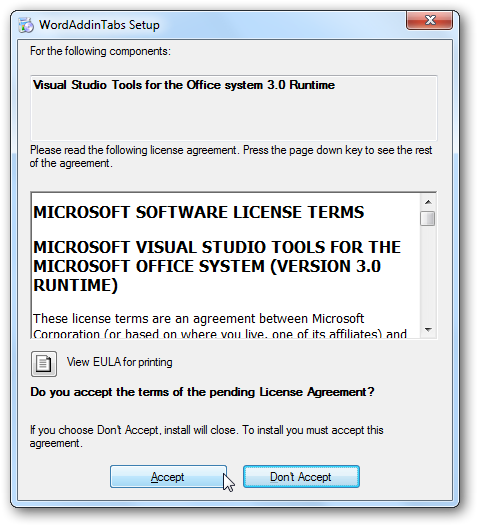 WordAddinTabs Setup
For the following components:
Visual Studio Tools for the Office system 3.0 Runtime
Please read the following license agreement. Press the page down key to see the rest
of the agreement.
MICROSOFT SOFTWARE LICENSE TERMS
MICROSOFT VISUAL STUDIO TOOLS FOR THE
MICROSOFT OFFICE SYSTEM (VERSION 3.0
RUNTIME)
These license terms are an agreement between Microsoft
Corporation (or based on where you live, one of its affiliates) and
View EULA for printing
Do you accept the terms of the pending License Agreement?
If you choose Don't Accept, install will close. To install you must accept this
agreement.
Accept
Don't Accept